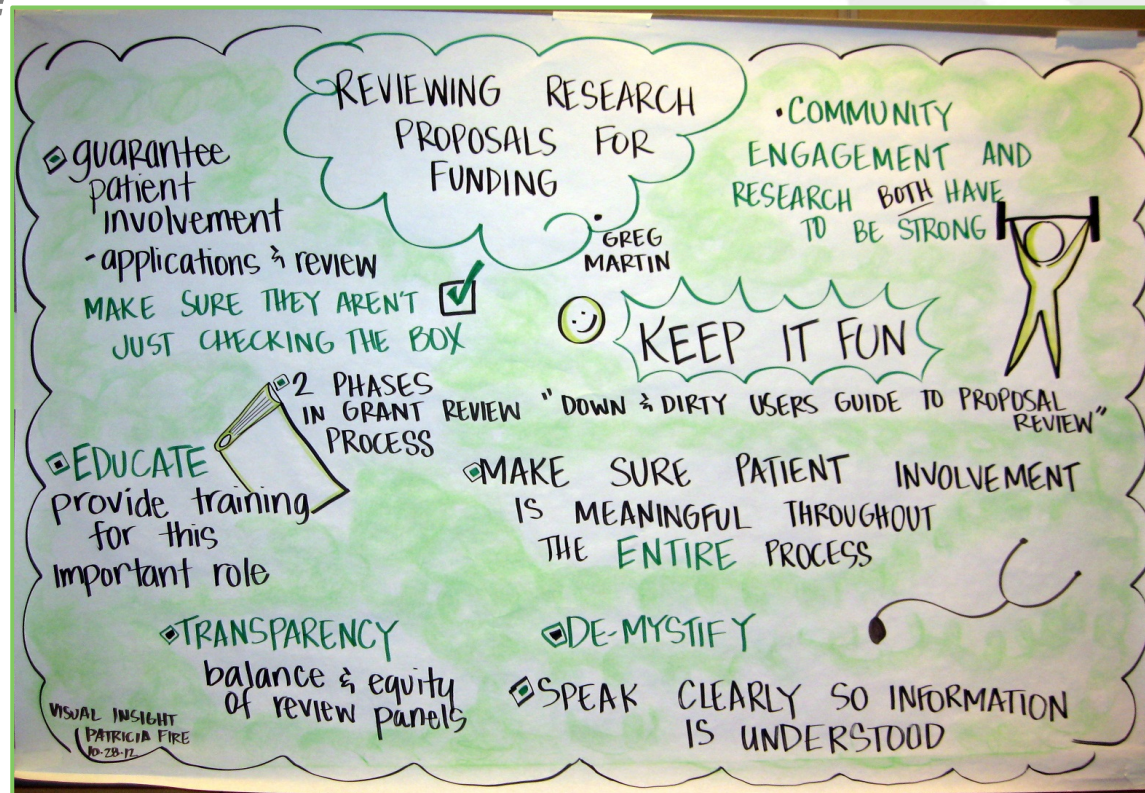 REVIEWING RESEARCH
PROPOSALS FOR
FUNDING
GREG
MARTIN
guarantee
patient
involvement
-applications & review
MAKE SURE THEY AREN'T
JUST CHECKING THE BOX
• COMMUNITY
ENGAGEMENT AND
RESEARCH BOTH HAVE
TO BE STRONG
KEEP IT FUN
"DOWN & DIRTY USERS GUIDE TO PROPOSAL
REVIEW"
2 PHASES
IN GRANT REVIEW
PROCESS
EDUCATE
provide training
for this
important role
MAKE SURE PATIENT INVOLVEMENT
IS MEANINGFUL THROUGHOUT
THE ENTIRE PROCESS
TRANSPARENCY
balance & equity
of review panels
DE-MYSTIFY
SPEAK CLEARLY SO INFORMATION
IS UNDERSTOOD
VISUAL INSIGHT
PATRICIA FIRE
10-28-12